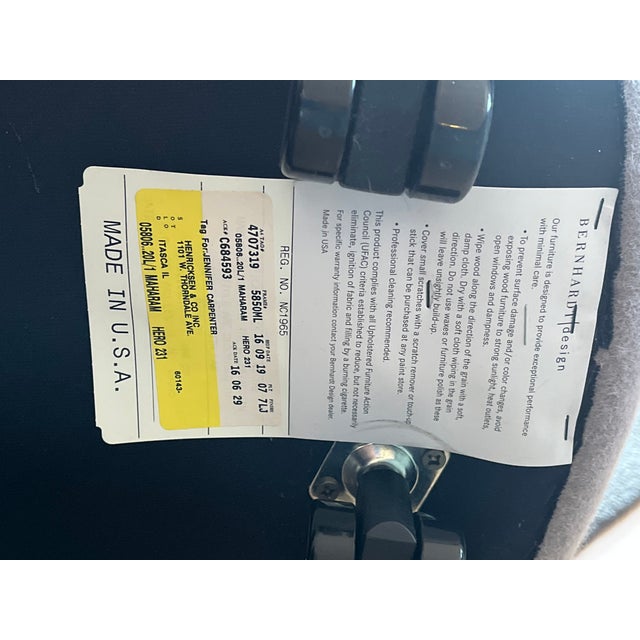 BERNHARDT design
Our furniture is designed to provide exceptional performance
with minimal care.
• To prevent surface damage and/or color changes, avoid
exposing wood furniture to strong sunlight, heat outlets,
open windows and dampness.
• Wipe wood along the direction of the grain with a soft,
damp cloth. Dry with a soft cloth wiping in the grain
direction. Do not use waxes or furniture polish as these
will leave unsightly build-up.
• Cover small scratches with a scratch remover or touch-up
stick that can be purchased at any paint store.
• Professional cleaning recommended.
This product complies with all Upholstered Furniture Action
Council (UFAC) criteria established to reduce, but not necessarily
eliminate, ignition of fabric and filling by a burning cigarette.
For specific warranty information contact your Bernhardt Design dealer.
Made in USA
REG. NO. NC1965
4707319 5850NL 16 09 19 07 7LJ
05806.20L/1 MAHARAM HERO 231
ACK# C684593 ACK DATE 16 06 29
Tag For JENNIFER CARPENTER
HENRICKSEN & CO INC
1101 W. THORNDALE AVE.
ITASCA IL 60143-
05806.20L/1 MAHARAM HERO 231
MADE IN U.S.A.